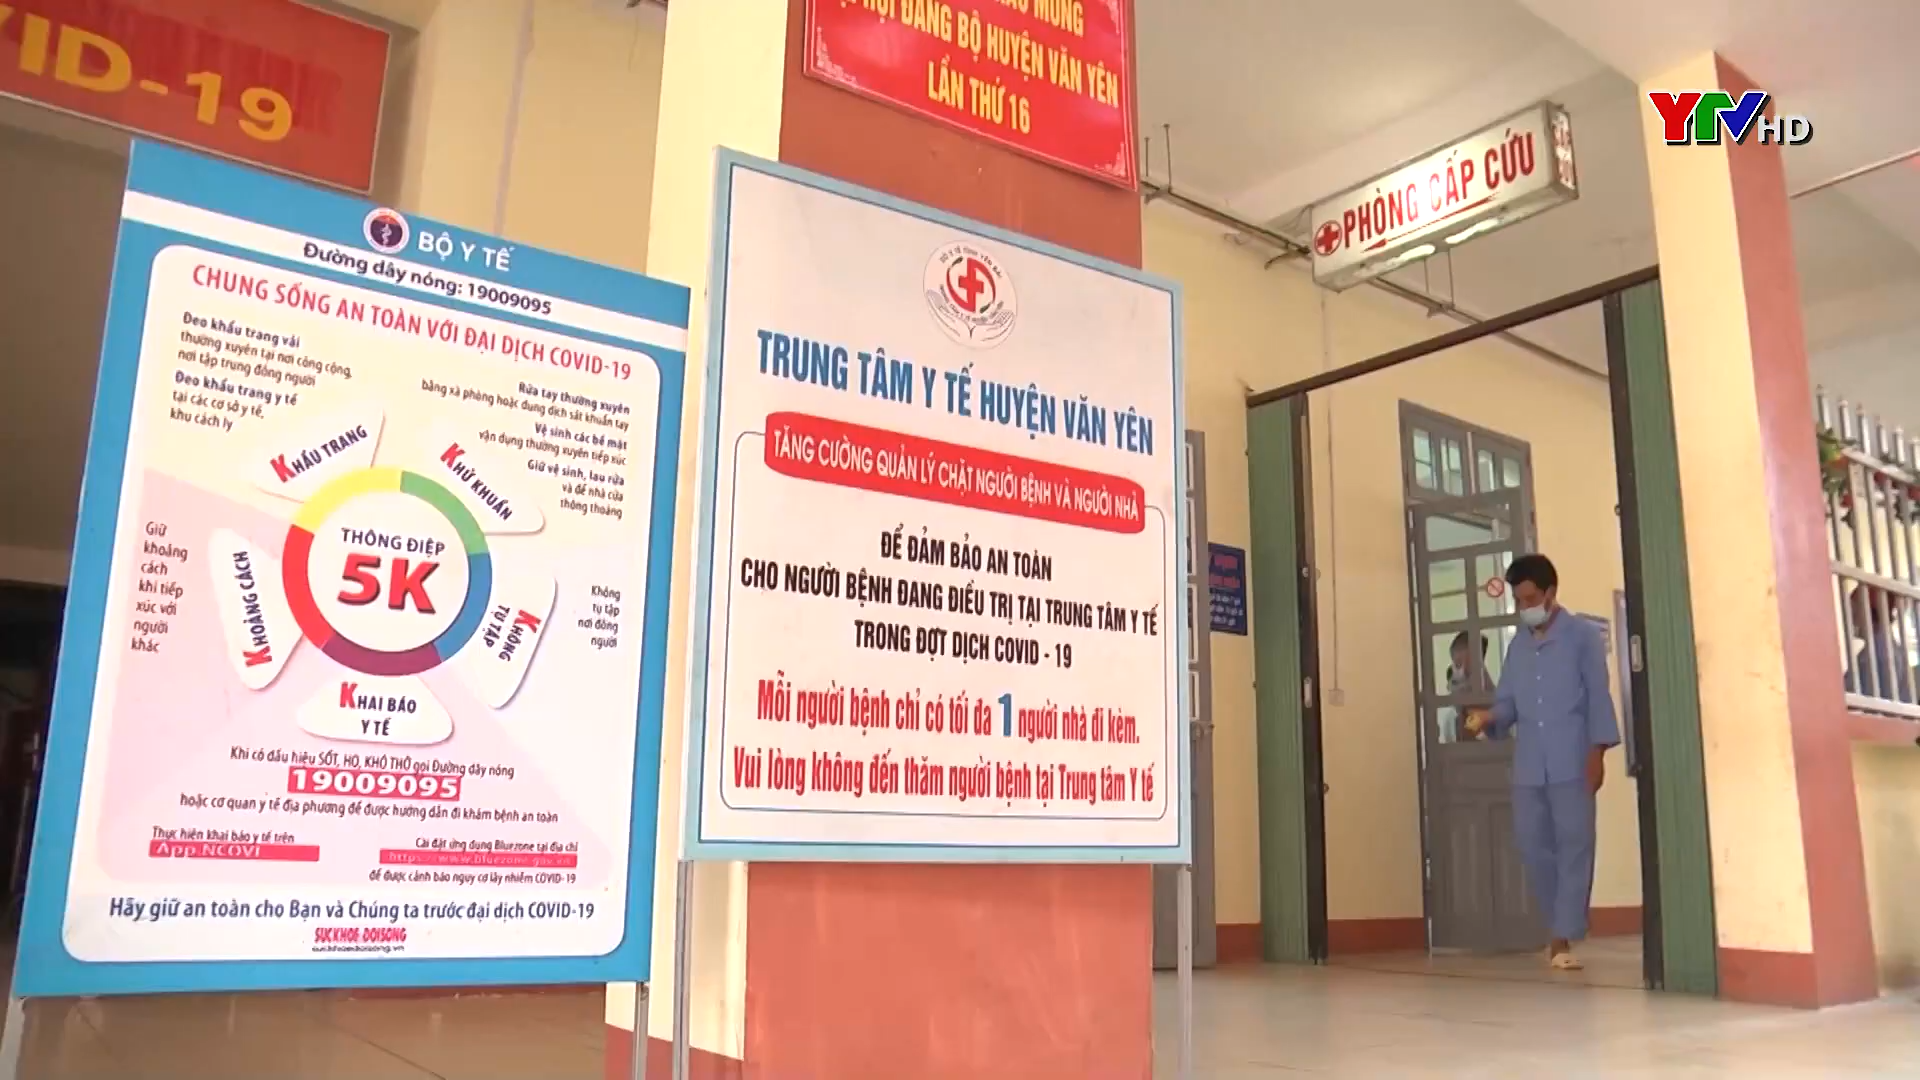 VID-19
BỘ Y TẾ
Đường dây nóng: 19009095
CHUNG SỐNG AN TOÀN VỚI ĐẠI DỊCH COVID-19
Đeo khẩu trang vải
thường xuyên tại nơi công cộng,
nơi tập trung đông người
Đeo khẩu trang y tế
tại các cơ sở y tế,
khu cách ly
Rửa tay thường xuyên
bằng xà phòng hoặc dung dịch sát khuẩn tay
Vệ sinh các bề mặt
vận dụng thường xuyên tiếp xúc
Giữ vệ sinh, lau rửa
và để nhà cửa
thông thoáng
KHẨU TRANG
KHỬ KHUẨN
THÔNG ĐIỆP
5K
KHOẢNG CÁCH
KHÔNG
TỤ TẬP
KHAI BÁO
Y TẾ
Giữ
khoảng
cách
khi tiếp
xúc với
người
khác
Không
tụ tập
nơi đông
người
Khi có dấu hiệu SỐT, HO, KHÓ THỞ gọi Đường dây nóng
19009095
hoặc cơ quan y tế địa phương để được hướng dẫn đi khám bệnh an toàn
Thực hiện khai báo y tế trên
App NCOVI
Cài đặt ứng dụng Bluezone tại địa chỉ
https://www.bluezone.gov.vn
để được cảnh báo nguy cơ lây nhiễm COVID-19
Hãy giữ an toàn cho Bạn và Chúng ta trước đại dịch COVID-19
SUCKHOE DOISONG
suckhoedoisong.vn
MỪNG
HỘI ĐẢNG BỘ HUYỆN VĂN YÊN
LẦN THỨ 16
TRUNG TÂM Y TẾ HUYỆN VĂN YÊN
TĂNG CƯỜNG QUẢN LÝ CHẶT NGƯỜI BỆNH VÀ NGƯỜI NHÀ
ĐỂ ĐẢM BẢO AN TOÀN
CHO NGƯỜI BỆNH ĐANG ĐIỀU TRỊ TẠI TRUNG TÂM Y TẾ
TRONG ĐỢT DỊCH COVID - 19
Mỗi người bệnh chỉ có tối đa 1 người nhà đi kèm.
Vui lòng không đến thăm người bệnh tại Trung tâm Y tế
PHÒNG CẤP CỨU
YTV HD